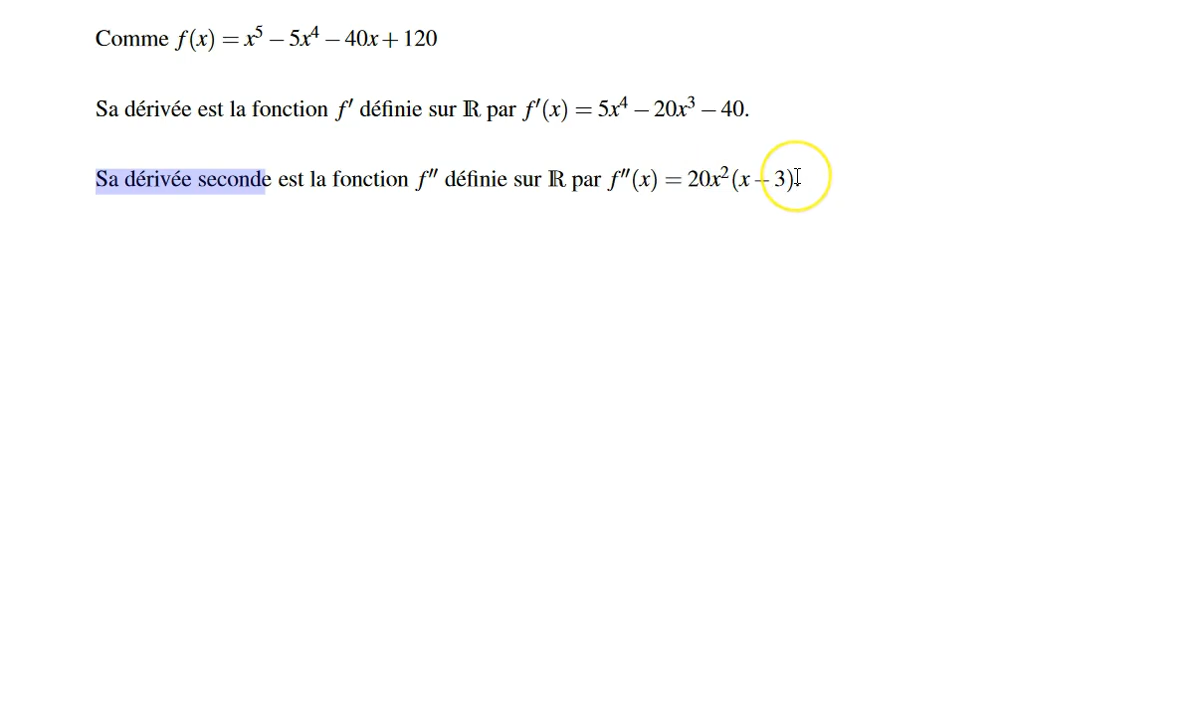 Comme f(x) = x⁵ − 5x⁴ − 40x + 120
Sa dérivée est la fonction f′ définie sur ℝ par f′(x) = 5x⁴ − 20x³ − 40.
Sa dérivée seconde est la fonction f″ définie sur ℝ par f″(x) = 20x²(x − 3)